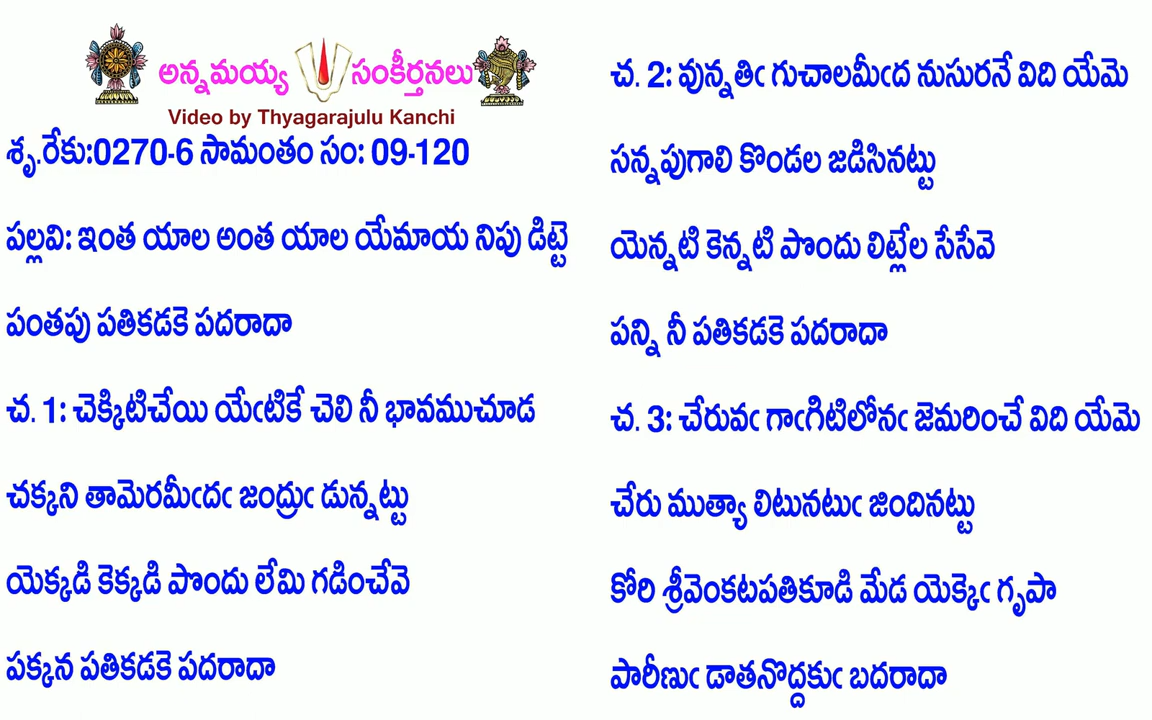 అన్నమయ్య సంకీర్తనలు
Video by Thyagarajulu Kanchi
శృ.రేకు:0270-6 సామంతం సం: 09-120
పల్లవి: ఇంత యాల అంత యాల యేమాయ నిపు డిట్టె
పంతపు పతికడకె పదరాదా
చ. 1: చెక్కిటిచేయి యేఁటికే చెలి నీ భావముచూడ
చక్కని తామెరమీఁదఁ జంద్రుఁ డున్నట్టు
యెక్కడి కెక్కడి పొందు లేమి గడించేవె
పక్కన పతికడకె పదరాదా
చ. 2: వున్నతిఁ గుచాలమీఁద నుసురనే విది యేమె
సన్నపుగాలి కొండల జడిసినట్టు
యెన్నటి కెన్నటి పొందు లిట్లేల సేసేవె
పన్ని నీ పతికడకె పదరాదా
చ. 3: చేరువఁ గాఁగిటిలోనఁ జెమరించే విది యేమె
చేరు ముత్యా లిటునటుఁ జిందినట్టు
కోరి శ్రీవెంకటపతికూడి మేడ యెక్కెఁ గృపా
పారీణుఁ డాతనొద్దకుఁ బదరాదా